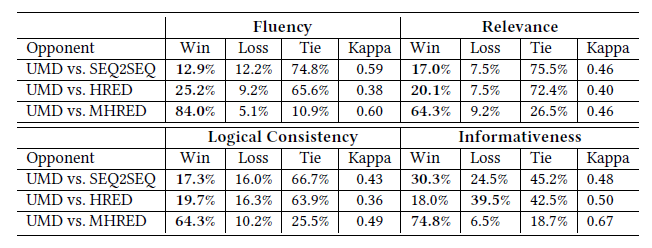 Fluency Relevance
Opponent Win Loss Tie Kappa Win Loss Tie Kappa
UMD vs. SEQ2SEQ 12.9% 12.2% 74.8% 0.59 17.0% 7.5% 75.5% 0.46
UMD vs. HRED 25.2% 9.2% 65.6% 0.38 20.1% 7.5% 72.4% 0.40
UMD vs. MHRED 84.0% 5.1% 10.9% 0.60 64.3% 9.2% 26.5% 0.46
Logical Consistency Informativeness
Opponent Win Loss Tie Kappa Win Loss Tie Kappa
UMD vs. SEQ2SEQ 17.3% 16.0% 66.7% 0.43 30.3% 24.5% 45.2% 0.48
UMD vs. HRED 19.7% 16.3% 63.9% 0.36 18.0% 39.5% 42.5% 0.50
UMD vs. MHRED 64.3% 10.2% 25.5% 0.49 74.8% 6.5% 18.7% 0.67